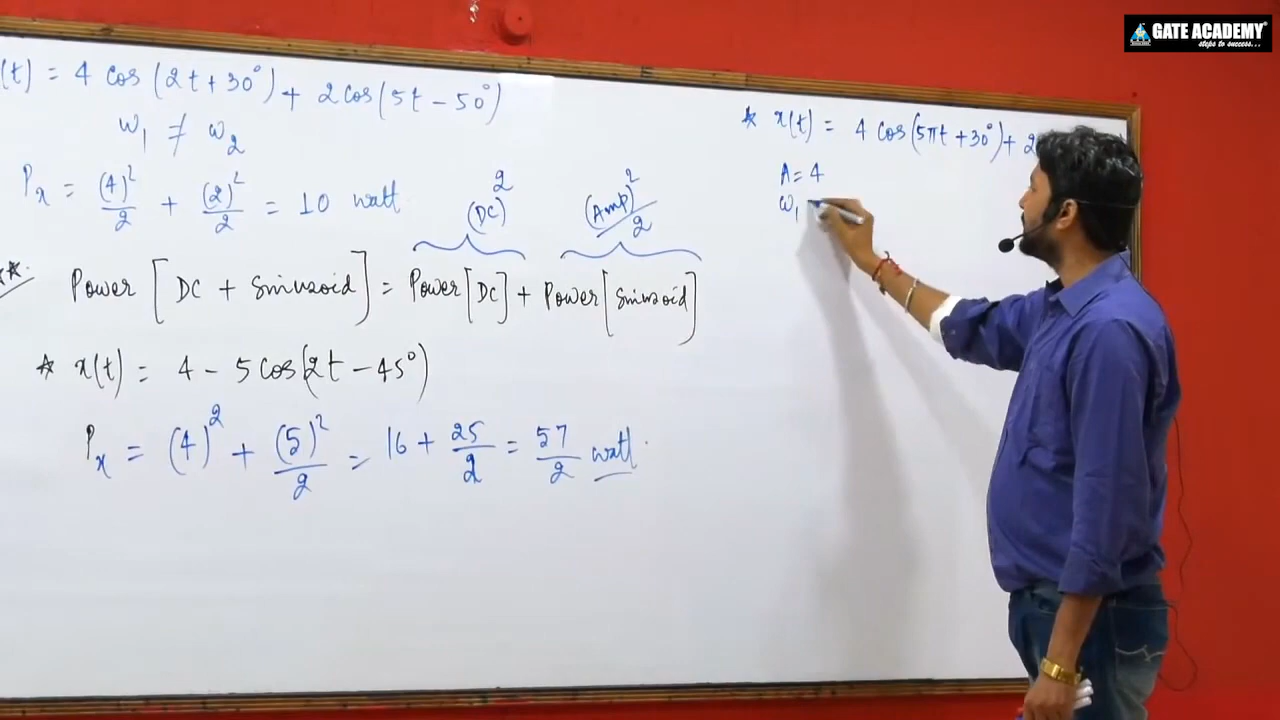 (t) = 4 cos (2t + 30°) + 2 cos (5t - 50°)
ω₁ ≠ ω₂
Pₓ = (4)²/2 + (2)²/2 = 10 watt
(DC)² (Amp)²/2
Power [DC + Sinusoid] = Power [DC] + Power [Sinusoid]
☆ x(t) = 4 - 5 cos (2t - 45°)
Pₓ = (4)² + (5)²/2 = 16 + 25/2 = 57/2 watt.
☆ x(t) = 4 cos (5πt + 30°) + 2
A = 4
ω₁
GATE ACADEMY
steps to success...